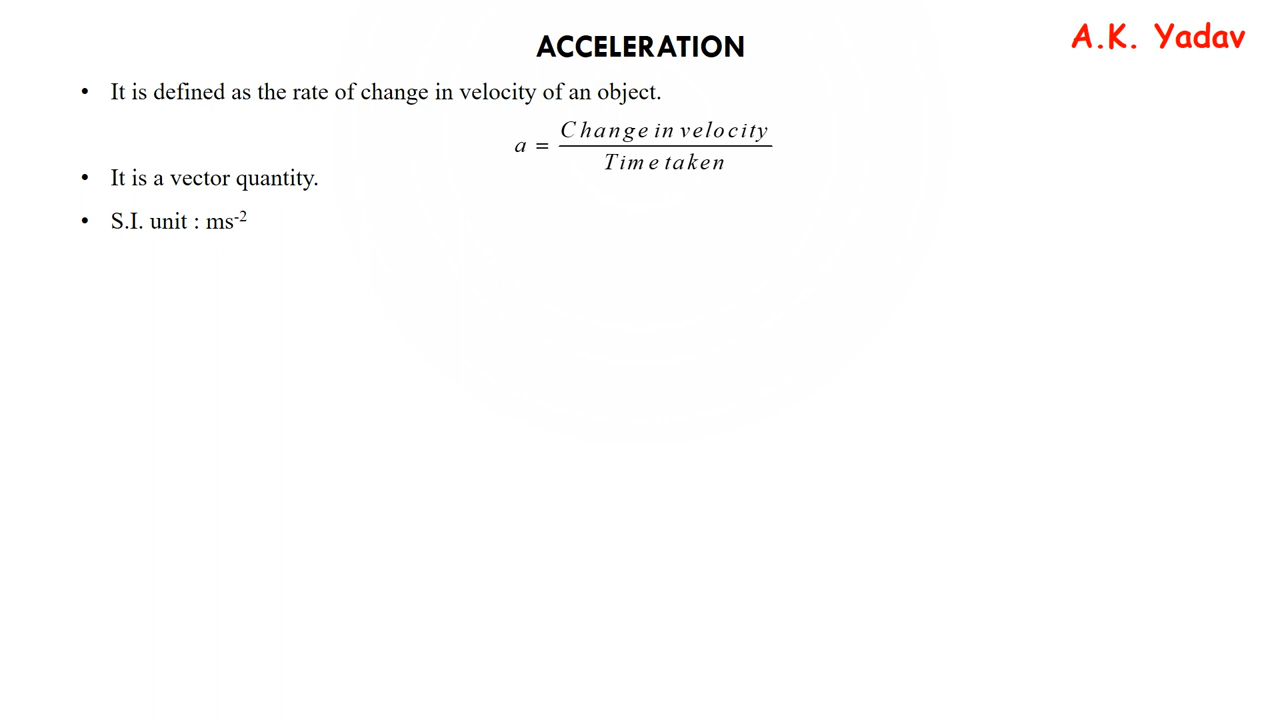 ACCELERATION
A.K. Yadav
• It is defined as the rate of change in velocity of an object.
a = Change in velocity / Time taken
• It is a vector quantity.
• S.I. unit : ms⁻²